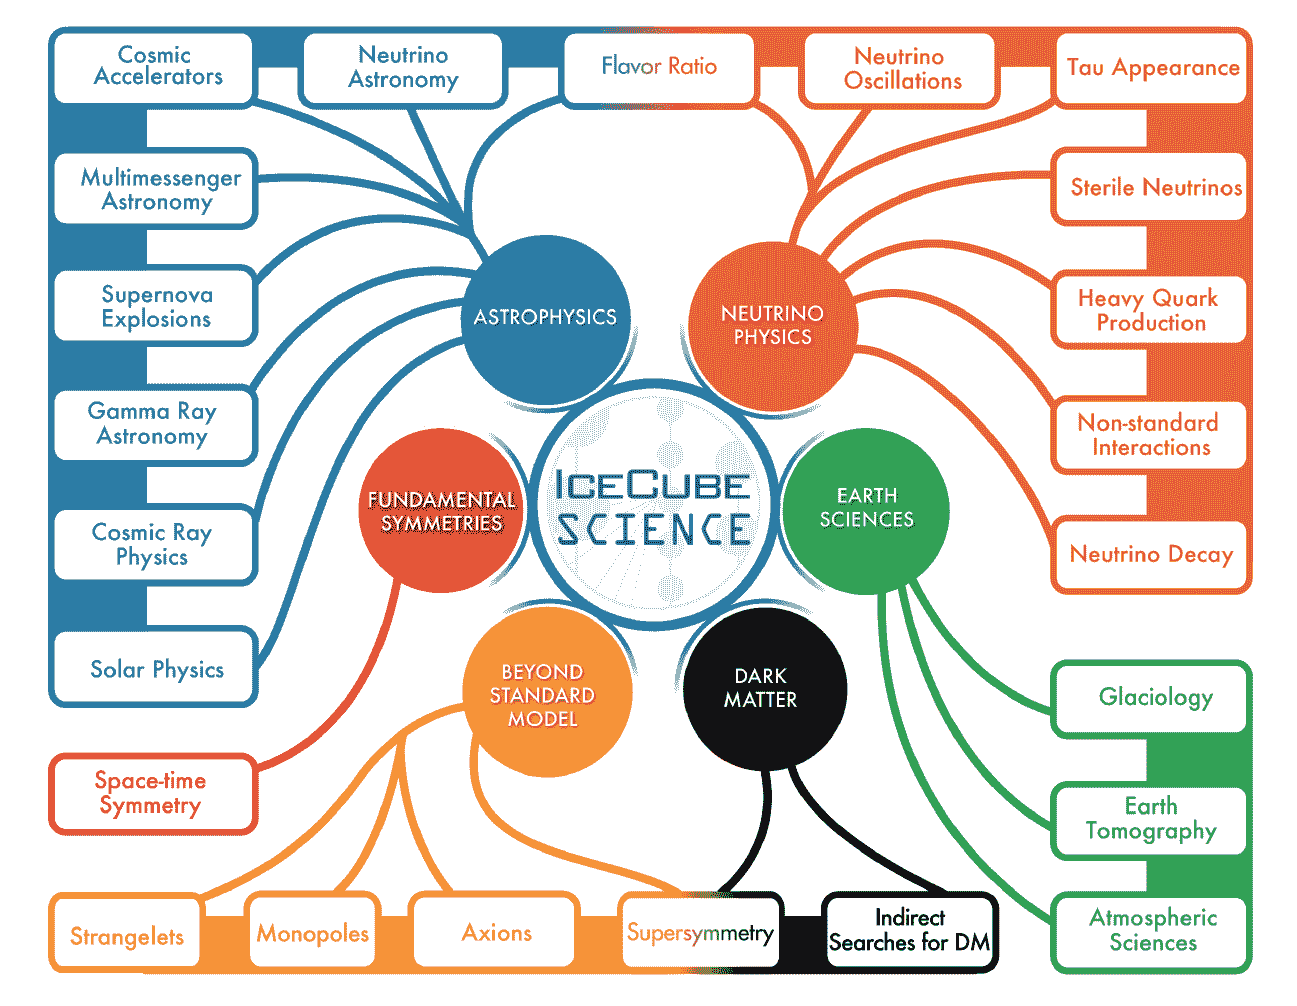 Cosmic
Accelerators
Neutrino
Astronomy
Flavor Ratio
Neutrino
Oscillations
Tau Appearance
Multimessenger
Astronomy
Sterile Neutrinos
Supernova
Explosions
ASTROPHYSICS
NEUTRINO
PHYSICS
Heavy Quark
Production
Gamma Ray
Astronomy
Non-standard
Interactions
FUNDAMENTAL
SYMMETRIES
ICECUBE
SCIENCE
EARTH
SCIENCES
Cosmic Ray
Physics
Neutrino Decay
Solar Physics
BEYOND
STANDARD
MODEL
DARK
MATTER
Glaciology
Space-time
Symmetry
Earth
Tomography
Strangelets
Monopoles
Axions
Supersymmetry
Indirect
Searches for DM
Atmospheric
Sciences